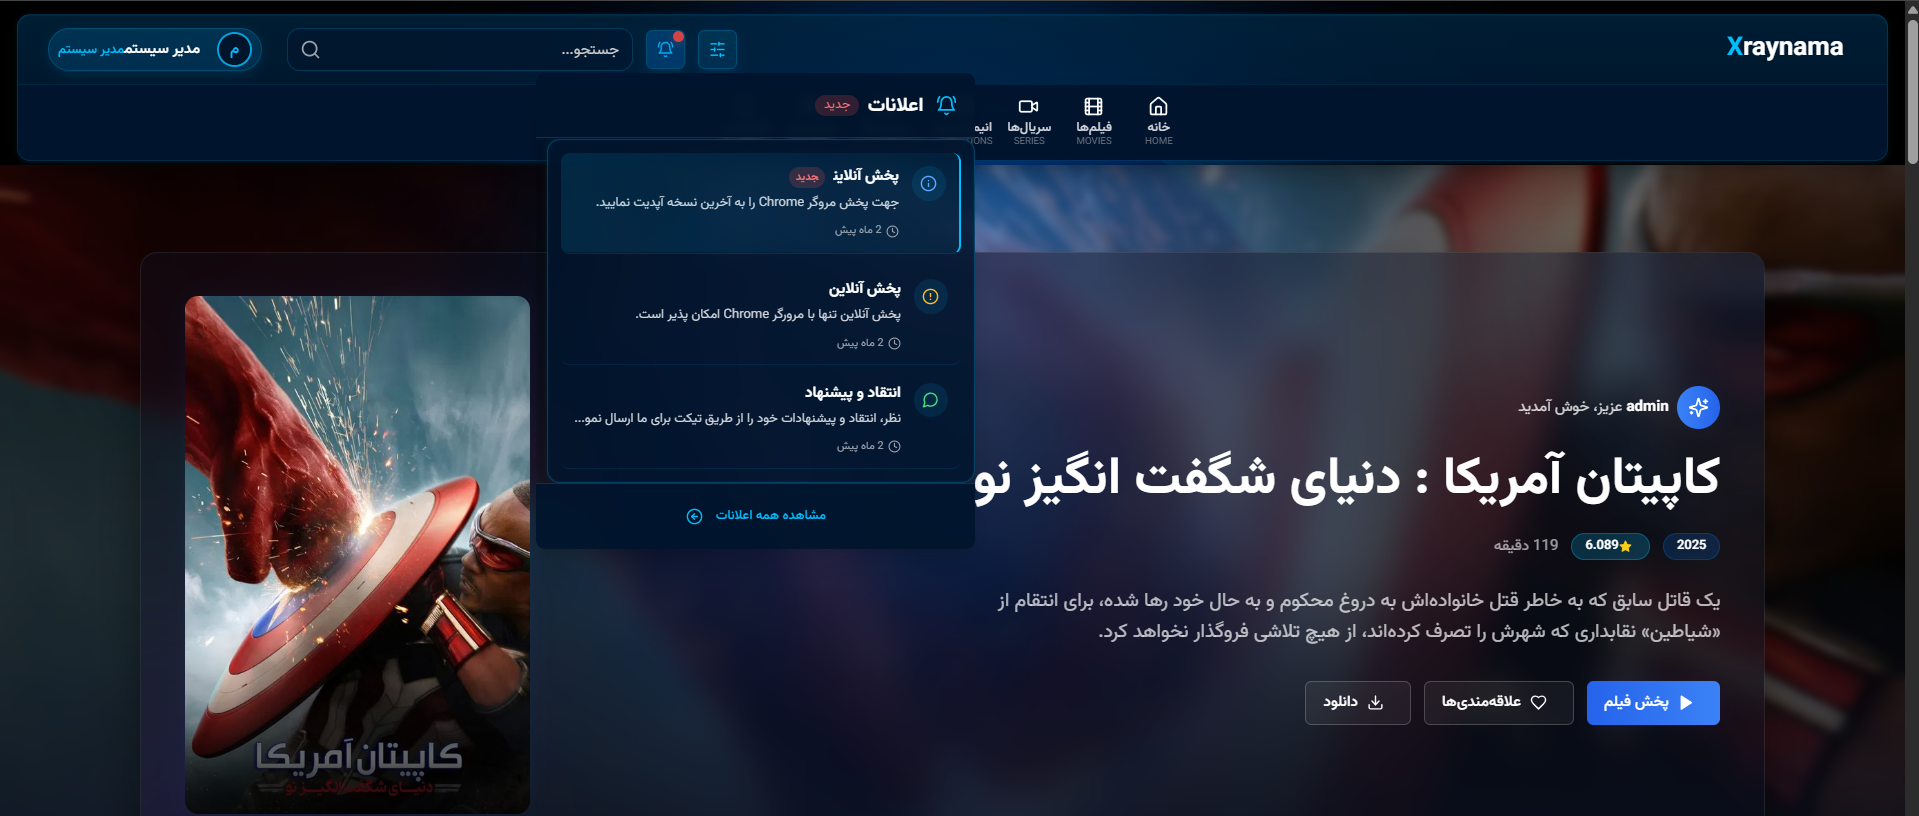 Xraynama
جستجو...
م
مدیر سیستم
مدیر سیستم
خانه
HOME
فیلم‌ها
MOVIES
سریال‌ها
SERIES
اعلانات جدید
پخش آنلاین جدید
جهت پخش مروگر Chrome را به آخرین نسخه آپدیت نمایید.
2 ماه پیش
پخش آنلاین
پخش آنلاین تنها با مرورگر Chrome امکان پذیر است.
2 ماه پیش
انتقاد و پیشنهاد
نظر، انتقاد و پیشنهادات خود را از طریق تیکت برای ما ارسال نمو...
2 ماه پیش
مشاهده همه اعلانات
admin عزیز، خوش آمدید
کاپیتان آمریکا : دنیای شگفت انگیز نو
2025
6.089
119 دقیقه
یک قاتل سابق که به خاطر قتل خانواده‌اش به دروغ محکوم و به حال خود رها شده، برای انتقام از
«شیاطین» نقابداری که شهرش را تصرف کرده‌اند، از هیچ تلاشی فروگذار نخواهد کرد.
پخش فیلم
علاقه‌مندی‌ها
دانلود
کاپیتان آمریکا
دنیای شگفت انگیز نو